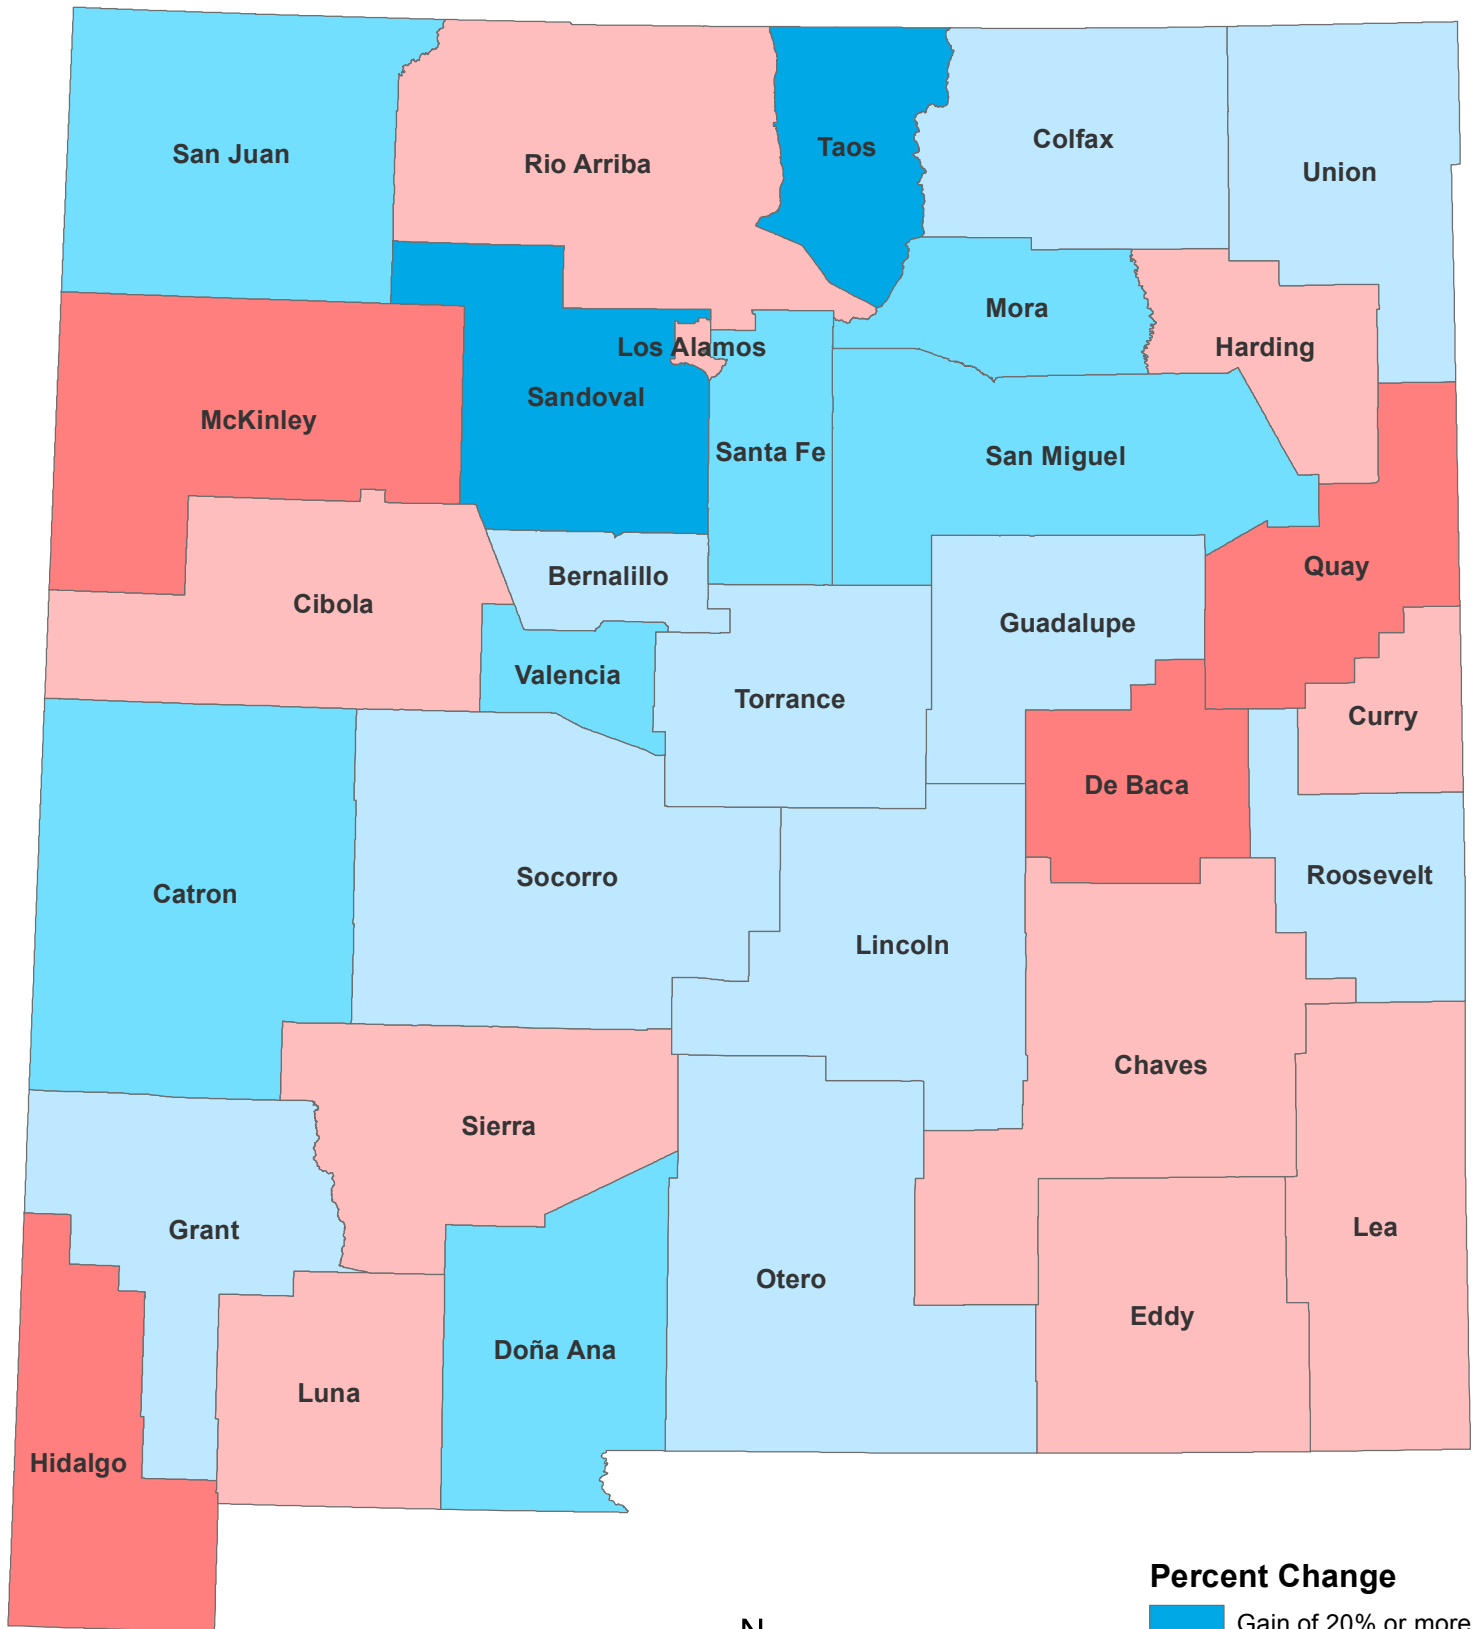 San Juan
Rio Arriba
Taos
Colfax
Union
Mora
Harding
Los Alamos
Sandoval
McKinley
Santa Fe
San Miguel
Quay
Bernalillo
Cibola
Guadalupe
Valencia
Torrance
Curry
De Baca
Catron
Socorro
Roosevelt
Lincoln
Chaves
Sierra
Grant
Lea
Otero
Eddy
Doña Ana
Luna
Hidalgo
Percent Change
N
Gain of 20% or more